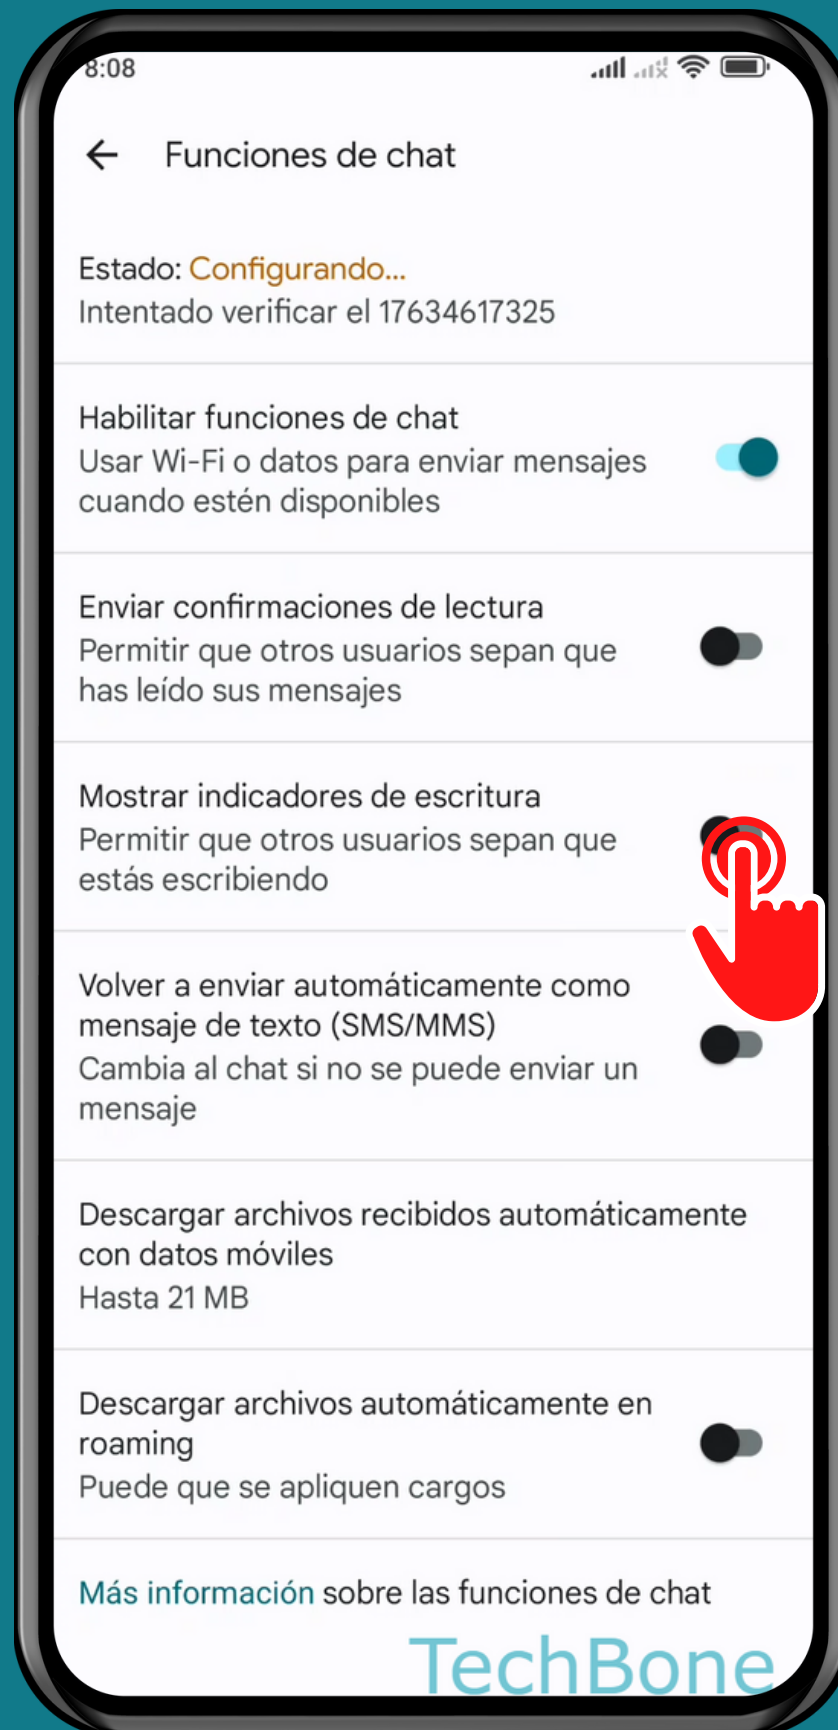 8:08
Funciones de chat
Estado: Configurando...
Intentado verificar el 17634617325
Habilitar funciones de chat
Usar Wi-Fi o datos para enviar mensajes
cuando estén disponibles
Enviar confirmaciones de lectura
Permitir que otros usuarios sepan que
has leído sus mensajes
Mostrar indicadores de escritura
Permitir que otros usuarios sepan que
estás escribiendo
Volver a enviar automáticamente como
mensaje de texto (SMS/MMS)
Cambia al chat si no se puede enviar un
mensaje
Descargar archivos recibidos automáticamente
con datos móviles
Hasta 21 MB
Descargar archivos automáticamente en
roaming
Puede que se apliquen cargos
Más información sobre las funciones de chat
TechBone